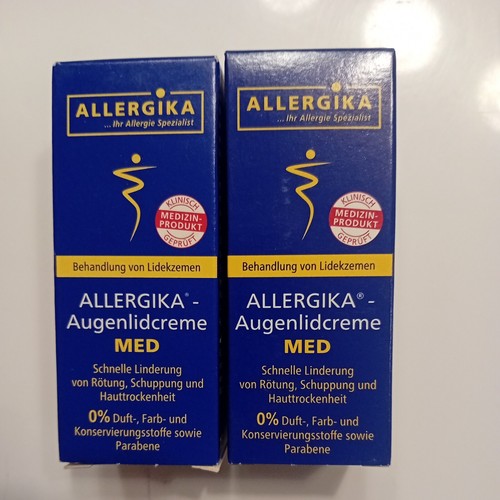 ALLERGIKA
... Ihr Allergie Spezialist
KLINISCH
MEDIZIN-
PRODUKT
GEPRÜFT
Behandlung von Lidekzemen
ALLERGIKA®-
Augenlidcreme
MED
Schnelle Linderung
von Rötung, Schuppung und
Hauttrockenheit
0% Duft-, Farb- und
Konservierungsstoffe sowie
Parabene
ALLERGIKA
... Ihr Allergie Spezialist
KLINISCH
MEDIZIN-
PRODUKT
GEPRÜFT
Behandlung von Lidekzemen
ALLERGIKA®-
Augenlidcreme
MED
Schnelle Linderung
von Rötung, Schuppung und
Hauttrockenheit
0% Duft-, Farb- und
Konservierungsstoffe sowie
Parabene